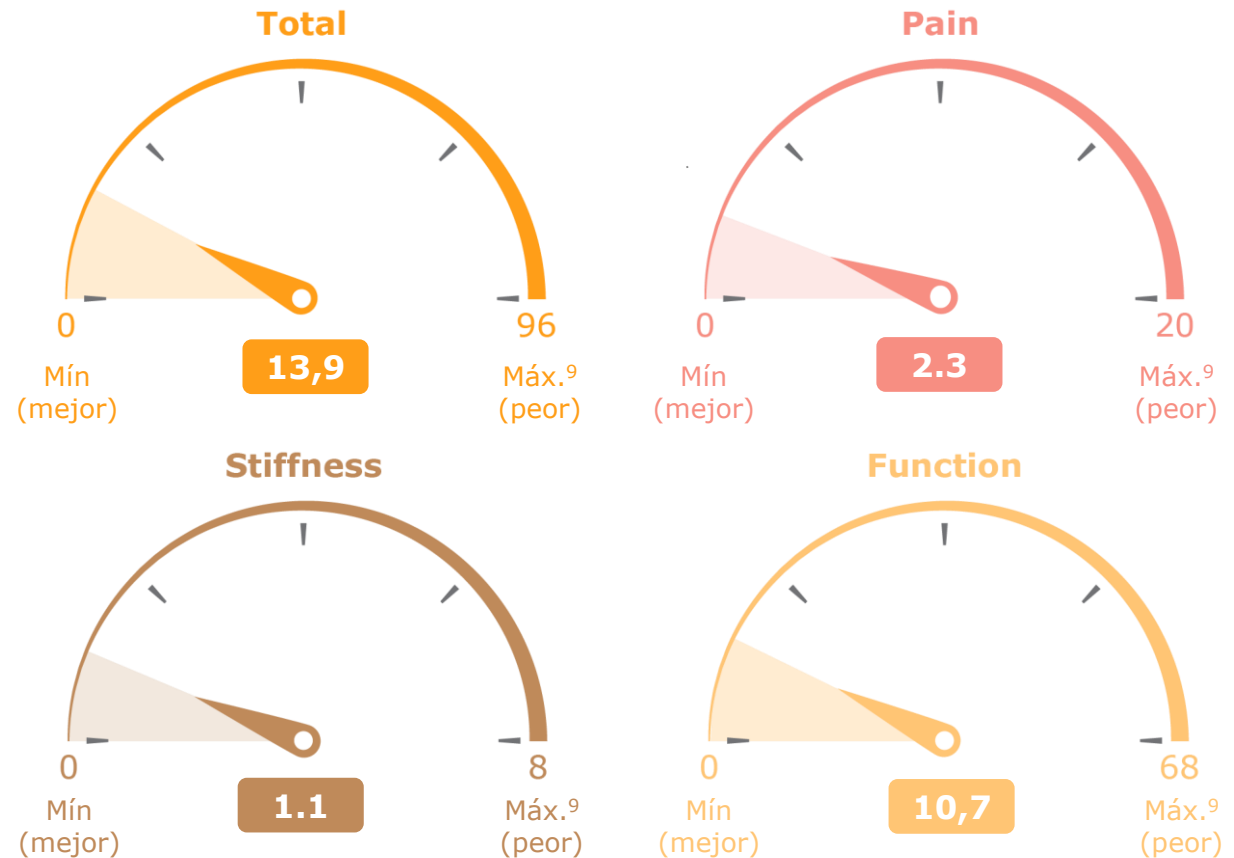 Total
0
96
13,9
Mín
(mejor)
Máx.⁹
(peor)
Pain
0
20
2.3
Mín
(mejor)
Máx.⁹
(peor)
Stiffness
0
8
1.1
Mín
(mejor)
Máx.⁹
(peor)
Function
0
68
10,7
Mín
(mejor)
Máx.⁹
(peor)